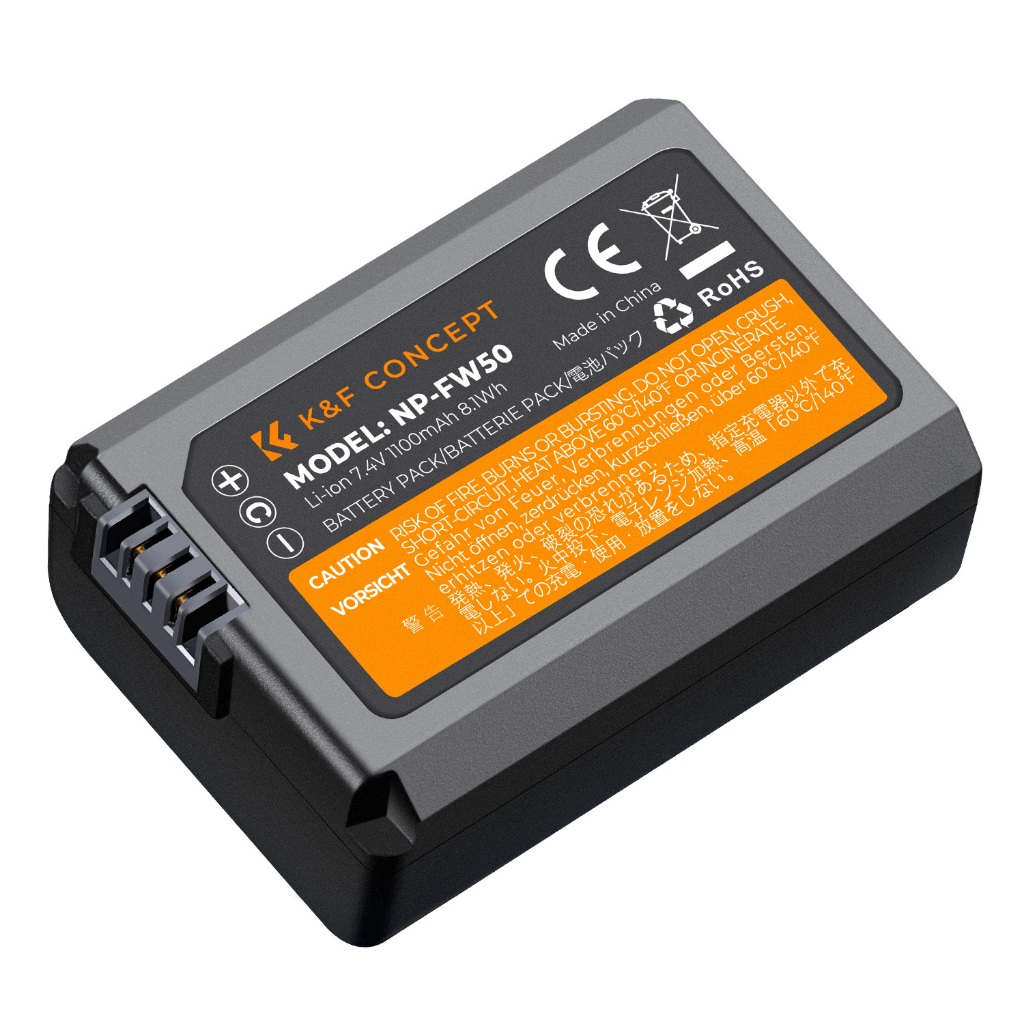 K&F CONCEPT
MODEL: NP-FW50
Li-ion 7.4V 1100mAh 8.1Wh
BATTERY PACK/BATTERIE PACK/電池パック
CE
Made in China
RoHS
+
C
−
CAUTION
RISK OF FIRE, BURNS OR BURSTING, DO NOT OPEN, CRUSH,
SHORT-CIRCUIT, HEAT ABOVE 60°C/140°F OR INCINERATE.
VORSICHT
Gefahr von Feuer, Verbrennungen oder Bersten.
Nicht öffnen, zerdrücken, kurzschließen, über 60°C/140°F
erhitzen oder verbrennen.
警告
発熱、発火、破裂の恐れがあるため、指定充電器以外で充
電しない。火中投下、電子レンジ加熱、高温「60℃/140℉
以上」での充電・使用・放置をしない。